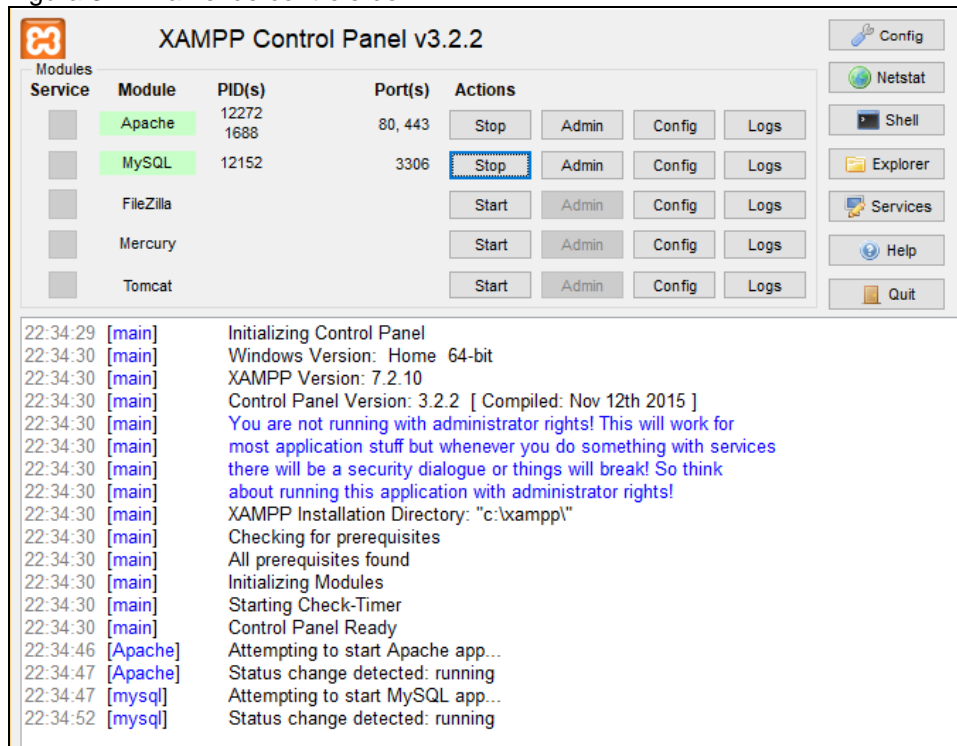 XAMPP Control Panel v3.2.2
Config
Modules
Service Module PID(s) Port(s) Actions
Netstat
Apache 12272 1688 80, 443 Stop Admin Config Logs
Shell
MySQL 12152 3306 Stop Admin Config Logs
Explorer
FileZilla Start Admin Config Logs
Services
Mercury Start Admin Config Logs
Help
Tomcat Start Admin Config Logs
Quit
22:34:29 [main] Initializing Control Panel
22:34:30 [main] Windows Version: Home 64-bit
22:34:30 [main] XAMPP Version: 7.2.10
22:34:30 [main] Control Panel Version: 3.2.2 [ Compiled: Nov 12th 2015 ]
22:34:30 [main] You are not running with administrator rights! This will work for
22:34:30 [main] most application stuff but whenever you do something with services
22:34:30 [main] there will be a security dialogue or things will break! So think
22:34:30 [main] about running this application with administrator rights!
22:34:30 [main] XAMPP Installation Directory: "c:\xampp\"
22:34:30 [main] Checking for prerequisites
22:34:30 [main] All prerequisites found
22:34:30 [main] Initializing Modules
22:34:30 [main] Starting Check-Timer
22:34:30 [main] Control Panel Ready
22:34:46 [Apache] Attempting to start Apache app...
22:34:47 [Apache] Status change detected: running
22:34:47 [mysql] Attempting to start MySQL app...
22:34:52 [mysql] Status change detected: running